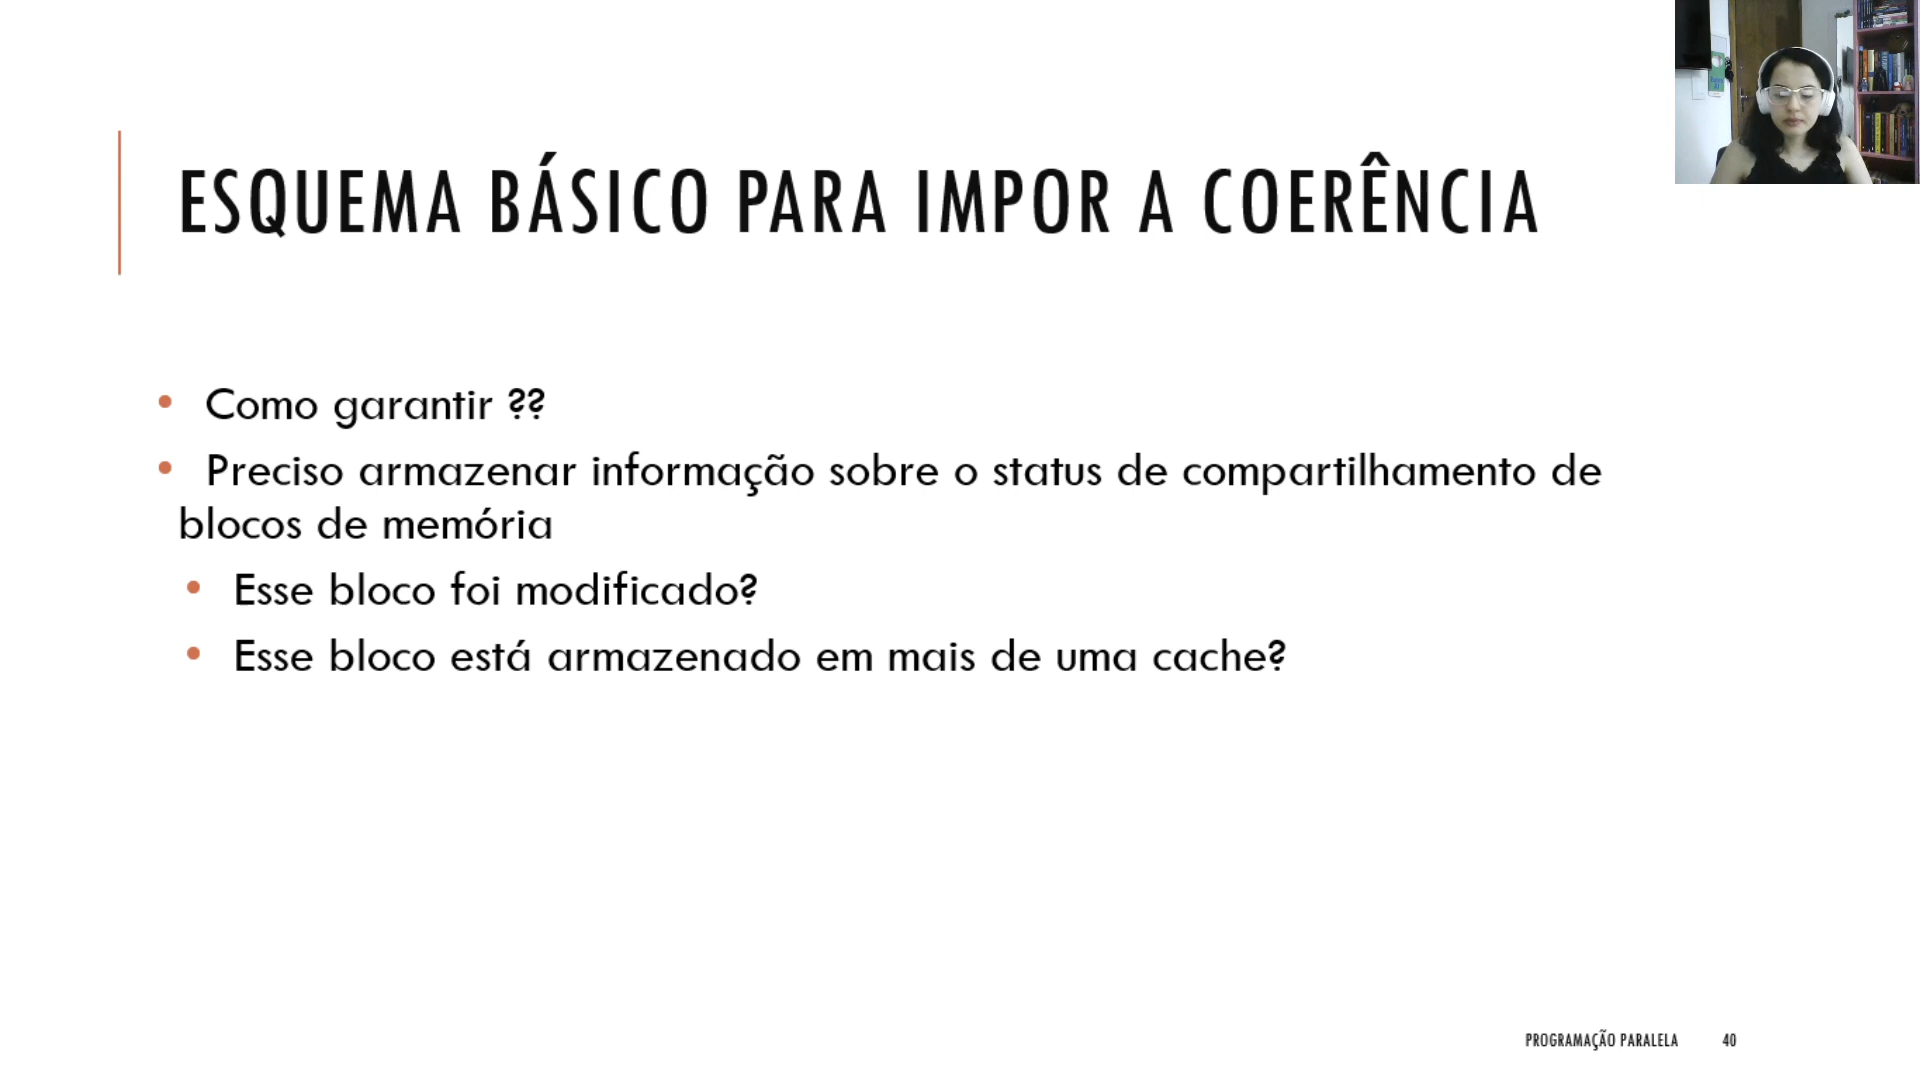 ESQUEMA BÁSICO PARA IMPOR A COERÊNCIA
• Como garantir ??
• Preciso armazenar informação sobre o status de compartilhamento de
blocos de memória
• Esse bloco foi modificado?
• Esse bloco está armazenado em mais de uma cache?
PROGRAMAÇÃO PARALELA 40